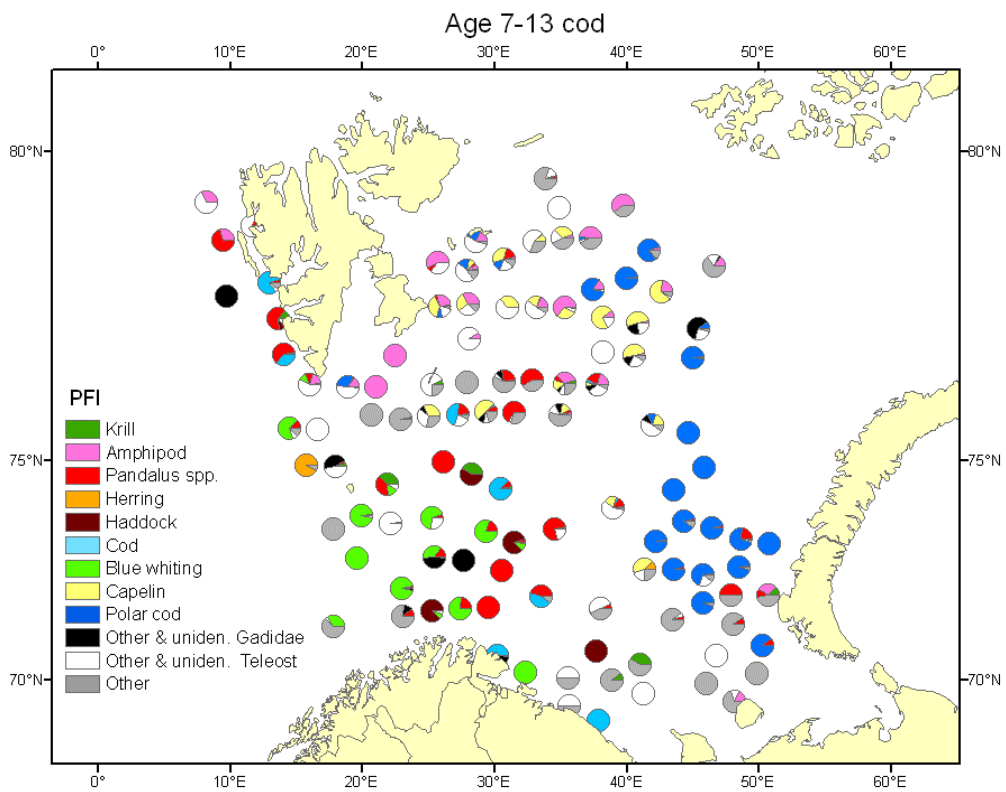 Age 7-13 cod
0° 10°E 20°E 30°E 40°E 50°E 60°E
80°N 80°N
75°N 75°N
70°N 70°N
PFI
Krill
Amphipod
Pandalus spp.
Herring
Haddock
Cod
Blue whiting
Capelin
Polar cod
Other & uniden. Gadidae
Other & uniden. Teleost
Other
0° 10°E 20°E 30°E 40°E 50°E 60°E